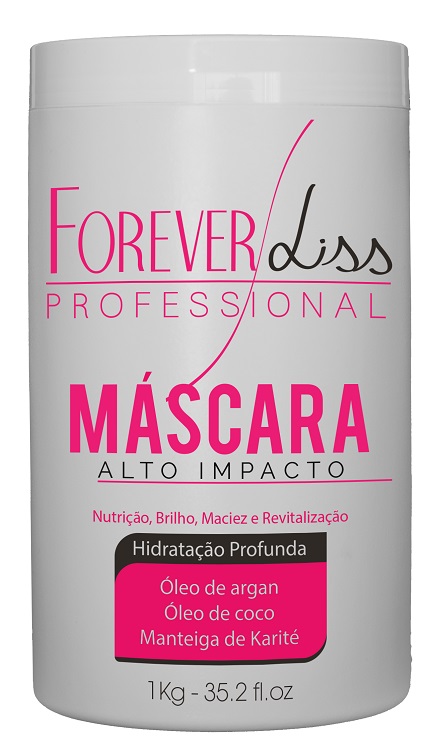 FOREVER Liss
PROFESSIONAL
MÁSCARA
ALTO IMPACTO
Nutrição, Brilho, Maciez e Revitalização
Hidratação Profunda
Óleo de argan
Óleo de coco
Manteiga de Karité
1Kg - 35.2 fl.oz